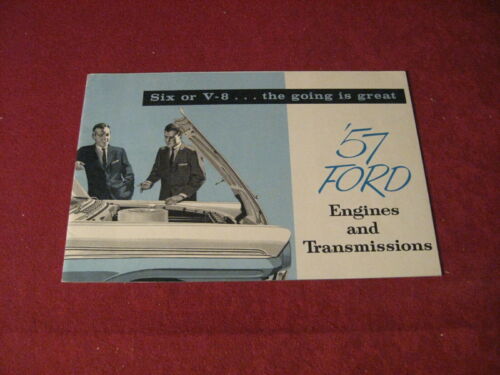 Six or V-8 . . . the going is great
'57
FORD
Engines
and
Transmissions